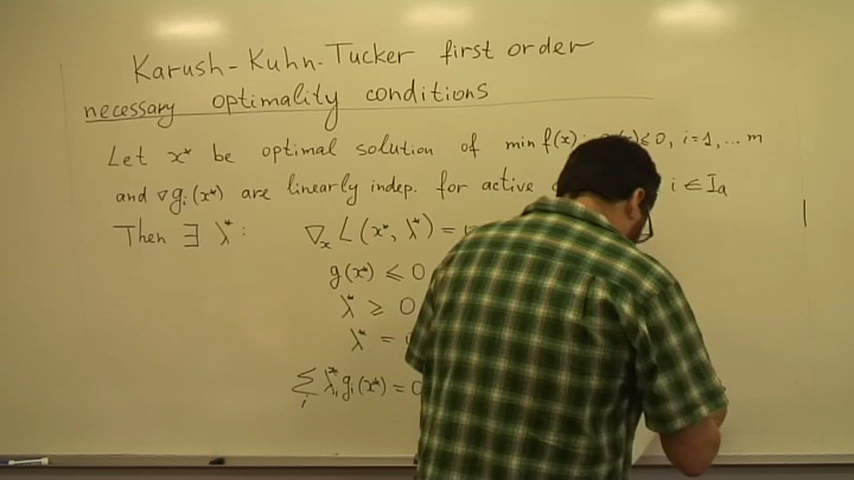 Karush-Kuhn-Tucker first order
necessary optimality conditions
Let x* be optimal solution of min f(x): (x)≤0, i=1,...m
and ∇gᵢ(x*) are linearly indep. for active i ∈ Iₐ
Then ∃ λ*: ∇ₓL(x*, λ*) =
g(x*) ≤ 0
λ* ≥ 0
λ* =
∑ᵢ λᵢ* gᵢ(x*) = 0